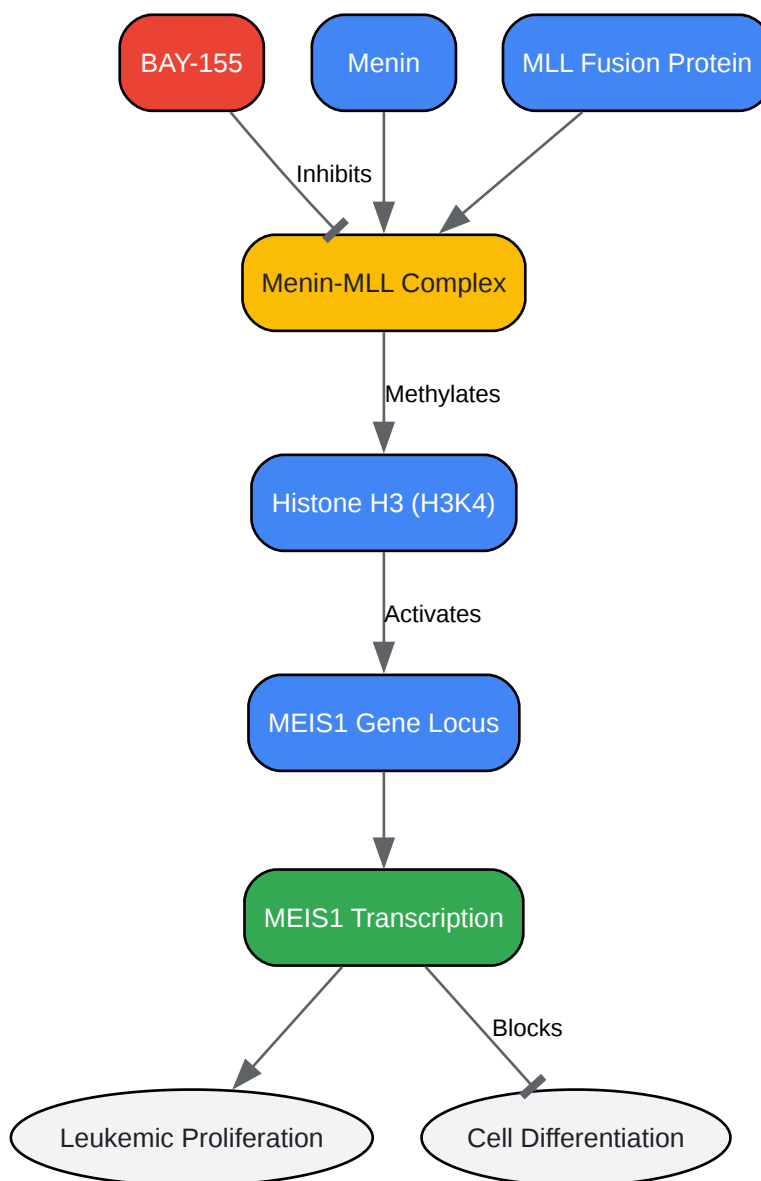 BAY-155
Menin
MLL Fusion Protein
Inhibits
Menin-MLL Complex
Methylates
Histone H3 (H3K4)
Activates
MEIS1 Gene Locus
MEIS1 Transcription
Blocks
Leukemic Proliferation
Cell Differentiation